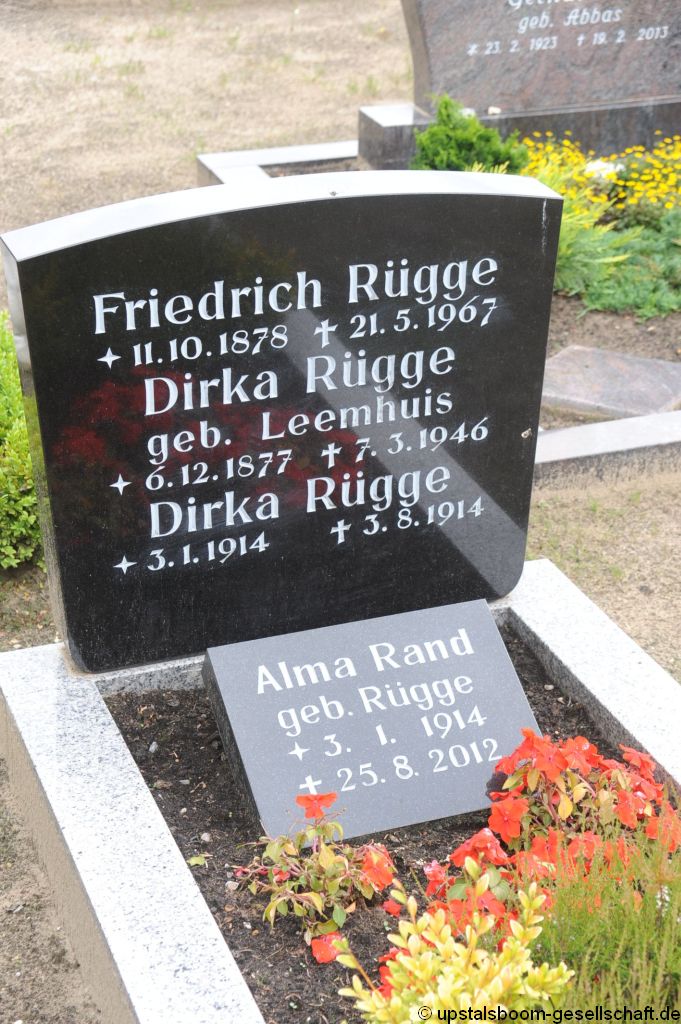 geb. Abbas
* 23. 2. 1923 † 19. 2. 2013
Friedrich Rügge
✦ 11.10.1878 † 21.5.1967
Dirka Rügge
geb. Leemhuis
✦ 6.12.1877 † 7.3.1946
Dirka Rügge
✦ 3.1.1914 † 3.8.1914
Alma Rand
geb. Rügge
✦ 3. 1. 1914
† 25. 8. 2012
© upstalsboom-gesellschaft.de